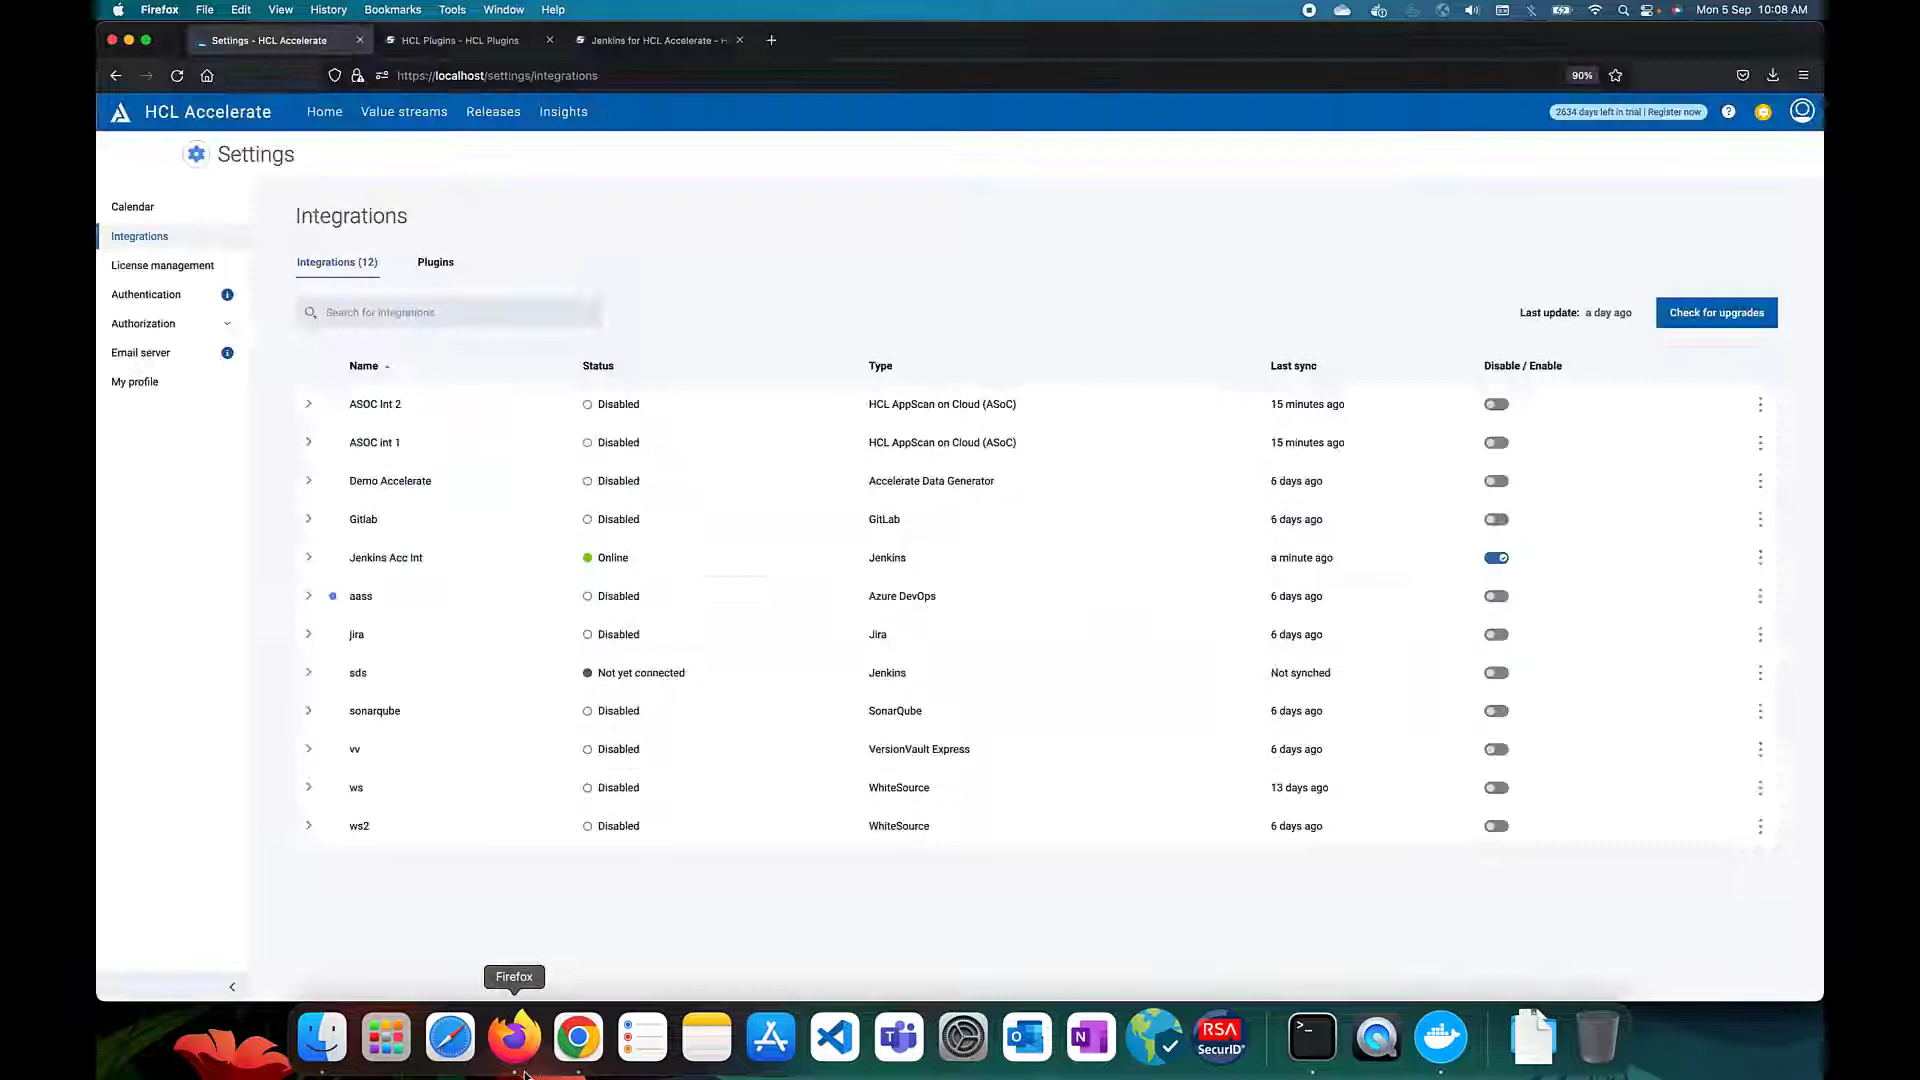 Firefox File Edit View History Bookmarks Tools Window Help Mon 5 Sep 10:08 AM
Settings - HCL Accelerate HCL Plugins - HCL Plugins Jenkins for HCL Accelerate - H
https://localhost/settings/integrations 90%
HCL Accelerate Home Value streams Releases Insights 2634 days left in trial | Register now
Settings
Calendar
Integrations
License management
Authentication
Authorization
Email server
My profile
Integrations
Integrations (12) Plugins
Search for integrations Last update: a day ago Check for upgrades
Name Status Type Last sync Disable / Enable
ASOC Int 2 Disabled HCL AppScan on Cloud (ASoC) 15 minutes ago
ASOC int 1 Disabled HCL AppScan on Cloud (ASoC) 15 minutes ago
Demo Accelerate Disabled Accelerate Data Generator 6 days ago
Gitlab Disabled GitLab 6 days ago
Jenkins Acc Int Online Jenkins a minute ago
aass Disabled Azure DevOps 6 days ago
jira Disabled Jira 6 days ago
sds Not yet connected Jenkins Not synched
sonarqube Disabled SonarQube 6 days ago
vv Disabled VersionVault Express 6 days ago
ws Disabled WhiteSource 13 days ago
ws2 Disabled WhiteSource 6 days ago
Firefox
RSA
SecurID